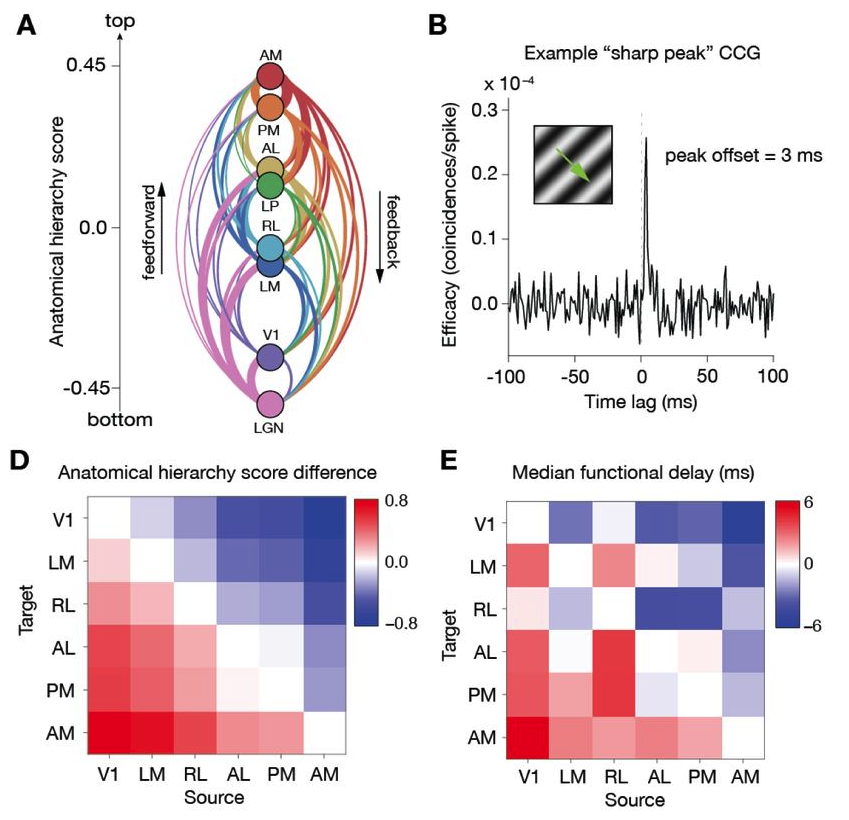 A
top
0.45
0.0
-0.45
bottom
Anatomical hierarchy score
feedforward
feedback
AM
PM
AL
LP
RL
LM
V1
LGN
B
Example “sharp peak” CCG
x 10⁻⁴
0.3
0.2
0.1
0.0
Efficacy (coincidences/spike)
peak offset = 3 ms
-100
-50
0
50
100
Time lag (ms)
D
Anatomical hierarchy score difference
V1
LM
RL
AL
PM
AM
Target
V1 LM RL AL PM AM
Source
0.8
0.0
–0.8
E
Median functional delay (ms)
V1
LM
RL
AL
PM
AM
Target
V1 LM RL AL PM AM
Source
6
0
–6